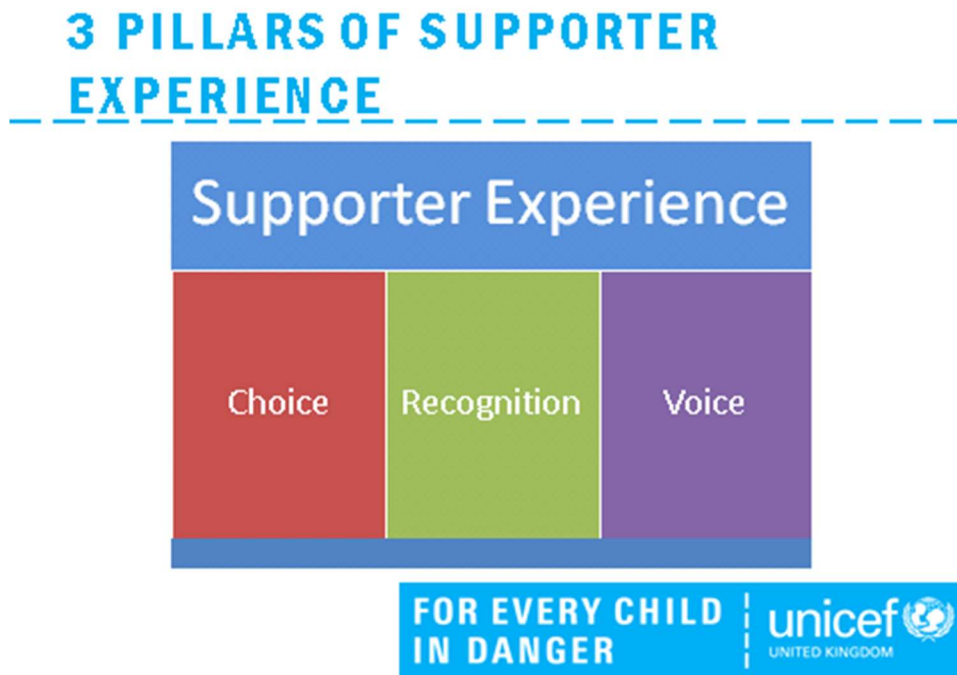 3 PILLARS OF SUPPORTER
EXPERIENCE
Supporter Experience
Choice
Recognition
Voice
FOR EVERY CHILD
IN DANGER
unicef
UNITED KINGDOM